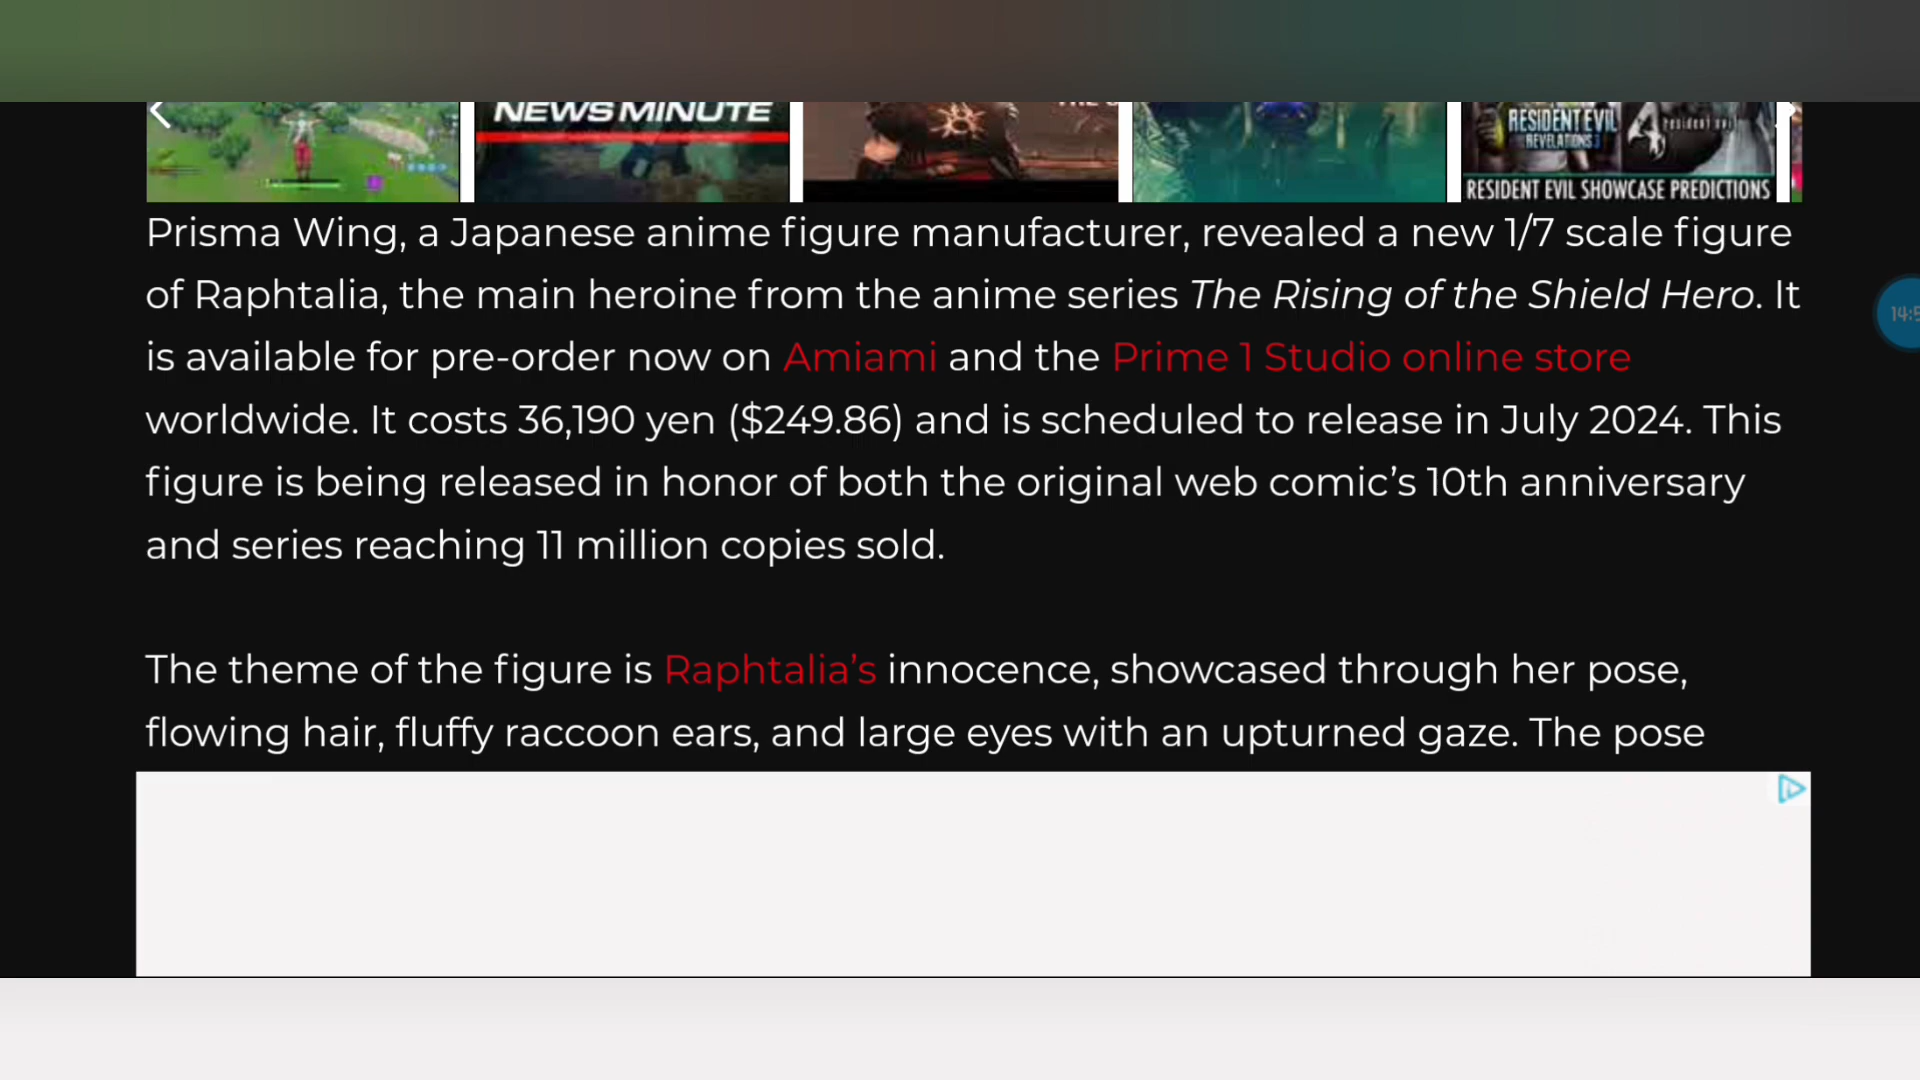 NEWS MINUTE
RESIDENT EVIL
REVELATIONS 3
4
resident evil
RESIDENT EVIL SHOWCASE PREDICTIONS
Prisma Wing, a Japanese anime figure manufacturer, revealed a new 1/7 scale figure
of Raphtalia, the main heroine from the anime series The Rising of the Shield Hero. It
is available for pre-order now on Amiami and the Prime 1 Studio online store
worldwide. It costs 36,190 yen ($249.86) and is scheduled to release in July 2024. This
figure is being released in honor of both the original web comic’s 10th anniversary
and series reaching 11 million copies sold.
The theme of the figure is Raphtalia’s innocence, showcased through her pose,
flowing hair, fluffy raccoon ears, and large eyes with an upturned gaze. The pose